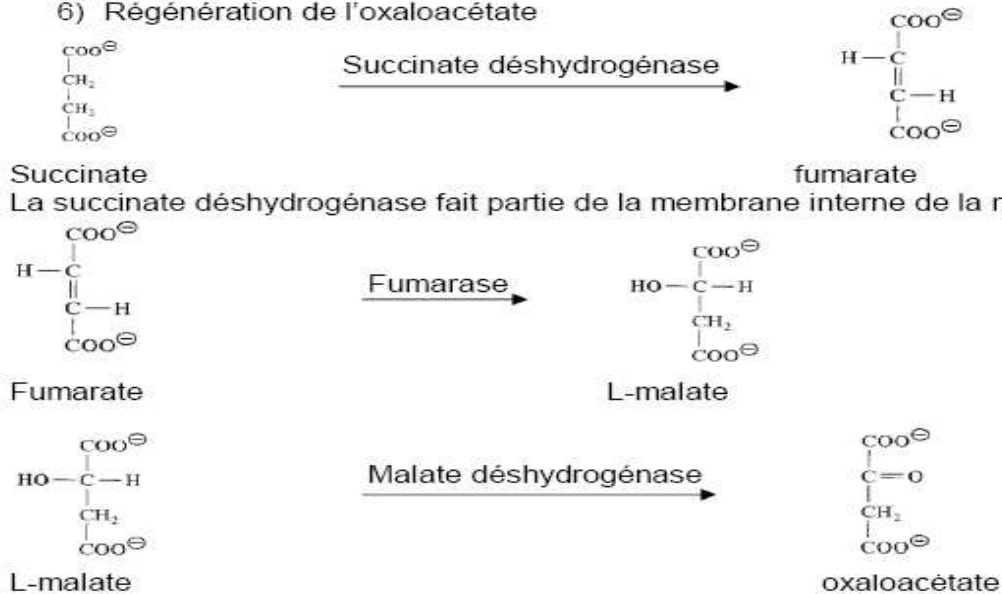 6) Régénération de l'oxaloacétate
COO⊖
CH₂
CH₂
COO⊖
Succinate déshydrogénase
COO⊖
H—C
C—H
COO⊖
Succinate
fumarate
La succinate déshydrogénase fait partie de la membrane interne de la
COO⊖
H—C
C—H
COO⊖
Fumarase
COO⊖
HO—C—H
CH₂
COO⊖
Fumarate
L-malate
COO⊖
HO—C—H
CH₂
COO⊖
Malate déshydrogénase
COO⊖
C=O
CH₂
COO⊖
L-malate
oxaloacétate